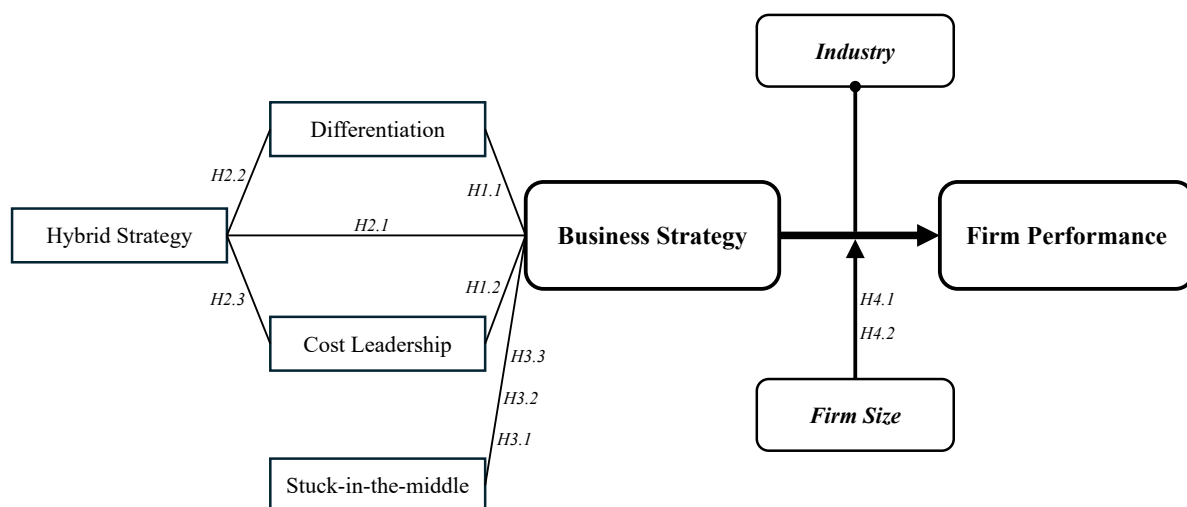 Industry
Differentiation
H2.2
H1.1
Hybrid Strategy
H2.1
Business Strategy
Firm Performance
H2.3
H1.2
H4.1
H4.2
Cost Leadership
H3.3
H3.2
H3.1
Firm Size
Stuck-in-the-middle